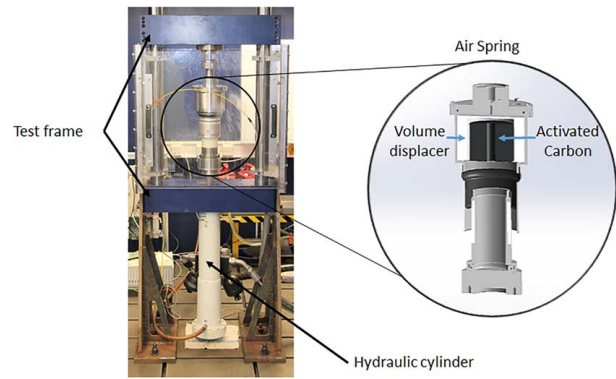 Air Spring
Test frame
Volume
displacer
Activated
Carbon
Hydraulic cylinder